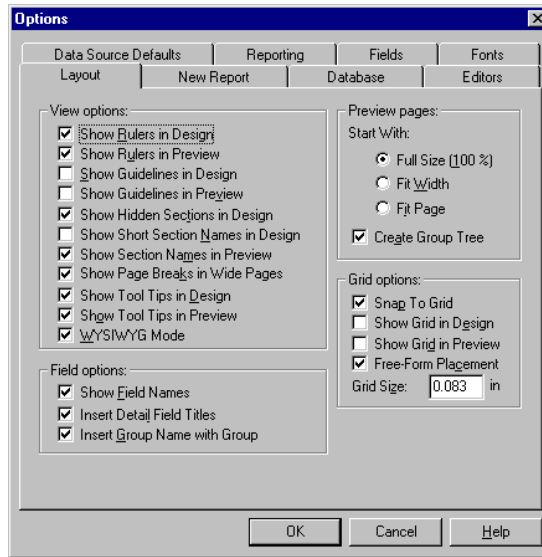 Options
Data Source Defaults Reporting Fields Fonts
Layout New Report Database Editors
View options:
Show Rulers in Design
Show Rulers in Preview
Show Guidelines in Design
Show Guidelines in Preview
Show Hidden Sections in Design
Show Short Section Names in Design
Show Section Names in Preview
Show Page Breaks in Wide Pages
Show Tool Tips in Design
Show Tool Tips in Preview
WYSIWYG Mode
Field options:
Show Field Names
Insert Detail Field Titles
Insert Group Name with Group
Preview pages:
Start With:
Full Size (100 %)
Fit Width
Fit Page
Create Group Tree
Grid options:
Snap To Grid
Show Grid in Design
Show Grid in Preview
Free-Form Placement
Grid Size: 0.083 in
OK Cancel Help